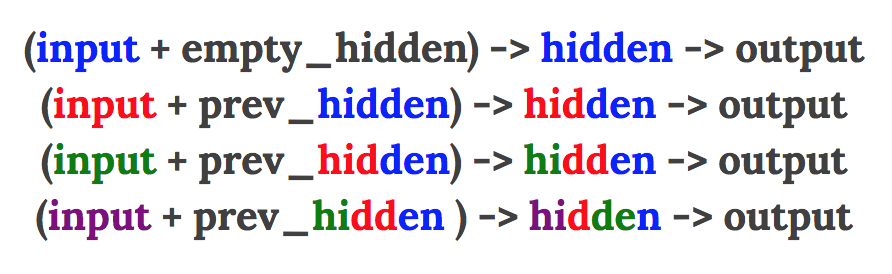 (input + empty_hidden) -> hidden -> output
(input + prev_hidden) -> hidden -> output
(input + prev_hidden) -> hidden -> output
(input + prev_hidden ) -> hidden -> output